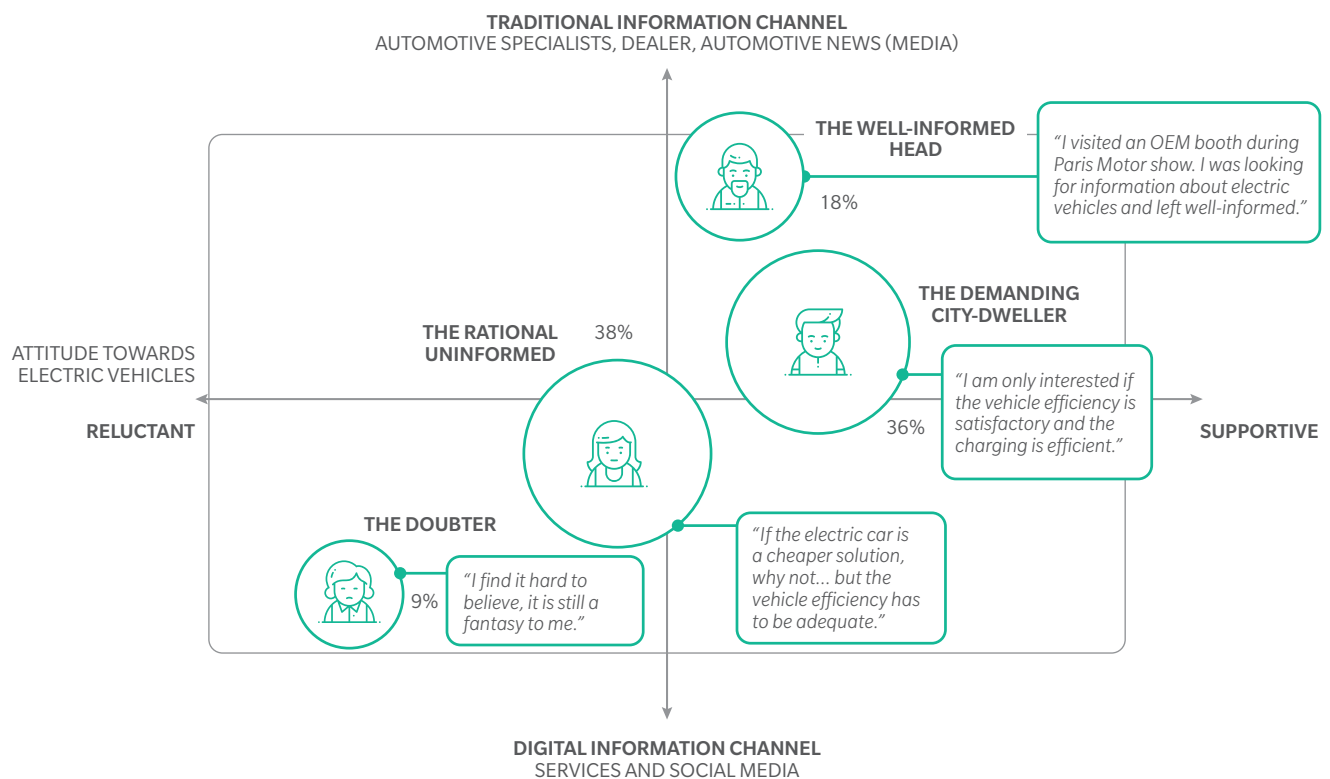 TRADITIONAL INFORMATION CHANNEL
AUTOMOTIVE SPECIALISTS, DEALER, AUTOMOTIVE NEWS (MEDIA)
THE WELL-INFORMED
HEAD
18%
“I visited an OEM booth during
Paris Motor show. I was looking
for information about electric
vehicles and left well-informed.”
THE DEMANDING
CITY-DWELLER
36%
“I am only interested if
the vehicle efficiency is
satisfactory and the
charging is efficient.”
THE RATIONAL
UNINFORMED
38%
“If the electric car is
a cheaper solution,
why not... but the
vehicle efficiency has
to be adequate.”
ATTITUDE TOWARDS
ELECTRIC VEHICLES
RELUCTANT
SUPPORTIVE
THE DOUBTER
9%
“I find it hard to
believe, it is still a
fantasy to me.”
DIGITAL INFORMATION CHANNEL
SERVICES AND SOCIAL MEDIA